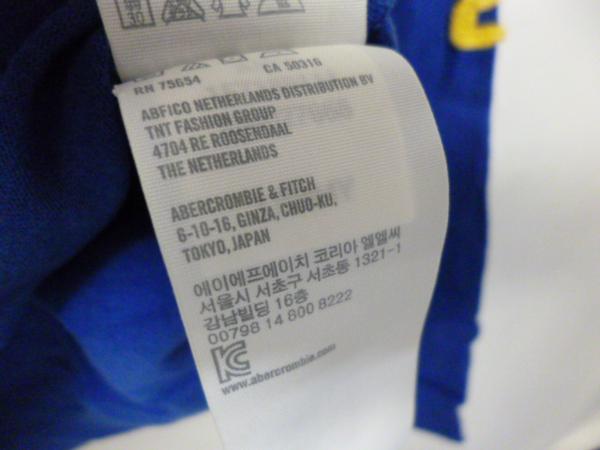 30
RN 75654 CA 50316
ABFICO NETHERLANDS DISTRIBUTION BV
TNT FASHION GROUP
4704 RE ROOSENDAAL
THE NETHERLANDS
ABERCROMBIE & FITCH
6-10-16, GINZA, CHUO-KU,
TOKYO, JAPAN
에이에프에이치 코리아 엘엘씨
서울시 서초구 서초동 1321-1
강남빌딩 16층
00798 14 800 8222
www.abercrombie.com